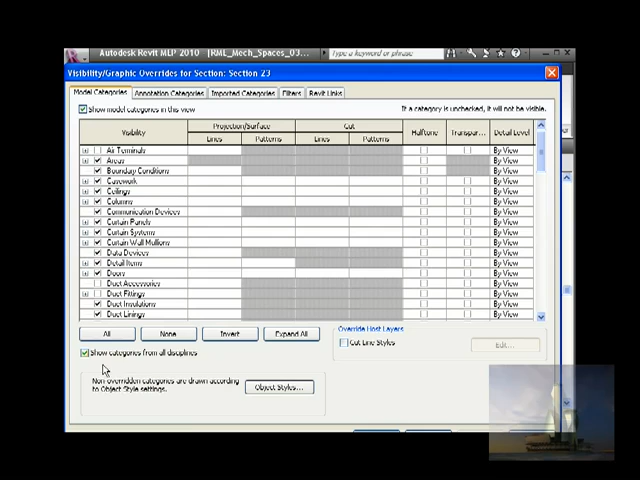 Autodesk Revit MEP 2010 - [RML_Mech_Spaces_03...
Type a keyword or phrase
Visibility/Graphic Overrides for Section: Section 23
Model Categories Annotation Categories Imported Categories Filters Revit Links
Show model categories in this view
If a category is unchecked, it will not be visible.
Visibility Projection/Surface Cut Halftone Transpar... Detail Level
Lines Patterns Lines Patterns
Air Terminals By View
Areas By View
Boundary Conditions By View
Casework By View
Ceilings By View
Columns By View
Communication Devices By View
Curtain Panels By View
Curtain Systems By View
Curtain Wall Mullions By View
Data Devices By View
Detail Items By View
Doors By View
Duct Accessories By View
Duct Fittings By View
Duct Insulations By View
Duct Linings By View
All None Invert Expand All
Override Host Layers
Cut Line Styles
Edit...
Show categories from all disciplines
Non-overridden categories are drawn according
to Object Style settings.
Object Styles...